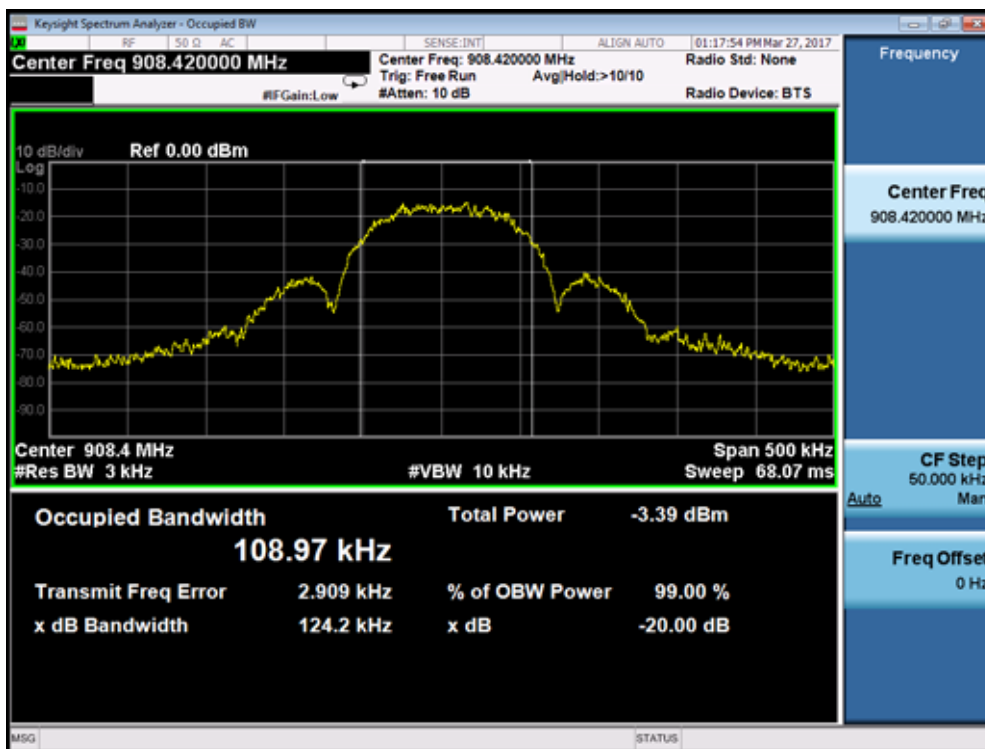 Keysight Spectrum Analyzer - Occupied BW
LXI RF 50 Ω AC SENSE:INT ALIGN AUTO 01:17:54 PM Mar 27, 2017
Center Freq 908.420000 MHz
Center Freq: 908.420000 MHz
Radio Std: None
Trig: Free Run Avg|Hold:>10/10
#IFGain:Low
#Atten: 10 dB
Radio Device: BTS
10 dB/div Ref 0.00 dBm
Log
-10.0
-20.0
-30.0
-40.0
-50.0
-60.0
-70.0
-80.0
-90.0
Center 908.4 MHz Span 500 kHz
#Res BW 3 kHz #VBW 10 kHz Sweep 68.07 ms
Occupied Bandwidth Total Power -3.39 dBm
108.97 kHz
Transmit Freq Error 2.909 kHz % of OBW Power 99.00 %
x dB Bandwidth 124.2 kHz x dB -20.00 dB
MSG STATUS
Frequency
Center Freq
908.420000 MHz
CF Step
50.000 kHz
Auto Man
Freq Offset
0 Hz